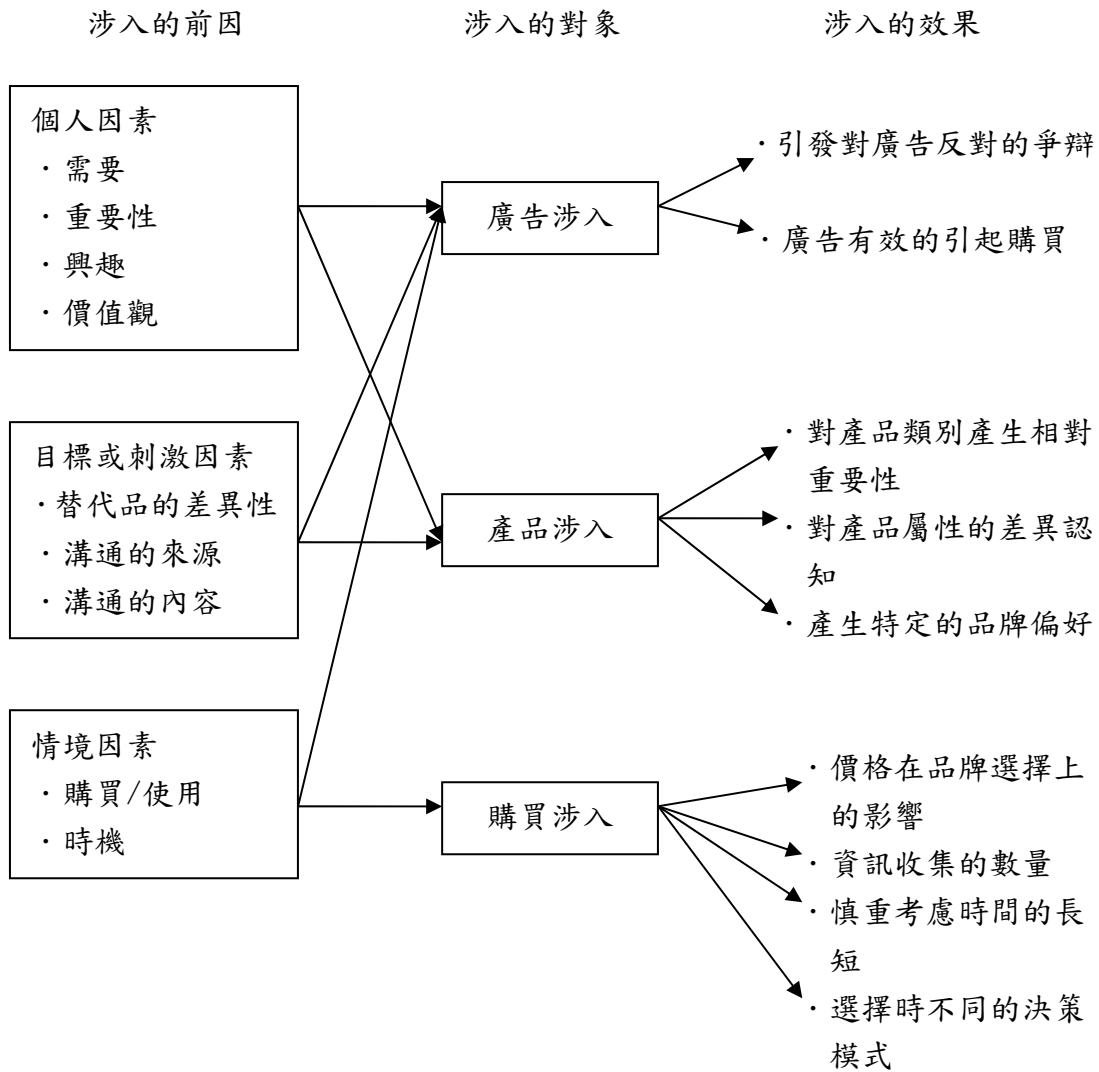 涉入的前因
涉入的對象
涉入的效果
個人因素
·需要
·重要性
·興趣
·價值觀
目標或刺激因素
·替代品的差異性
·溝通的來源
·溝通的內容
情境因素
·購買/使用
·時機
廣告涉入
產品涉入
購買涉入
·引發對廣告反對的爭辯
·廣告有效的引起購買
·對產品類別產生相對
重要性
·對產品屬性的差異認
知
·產生特定的品牌偏好
·價格在品牌選擇上
的影響
·資訊收集的數量
·慎重考慮時間的長
短
·選擇時不同的決策
模式